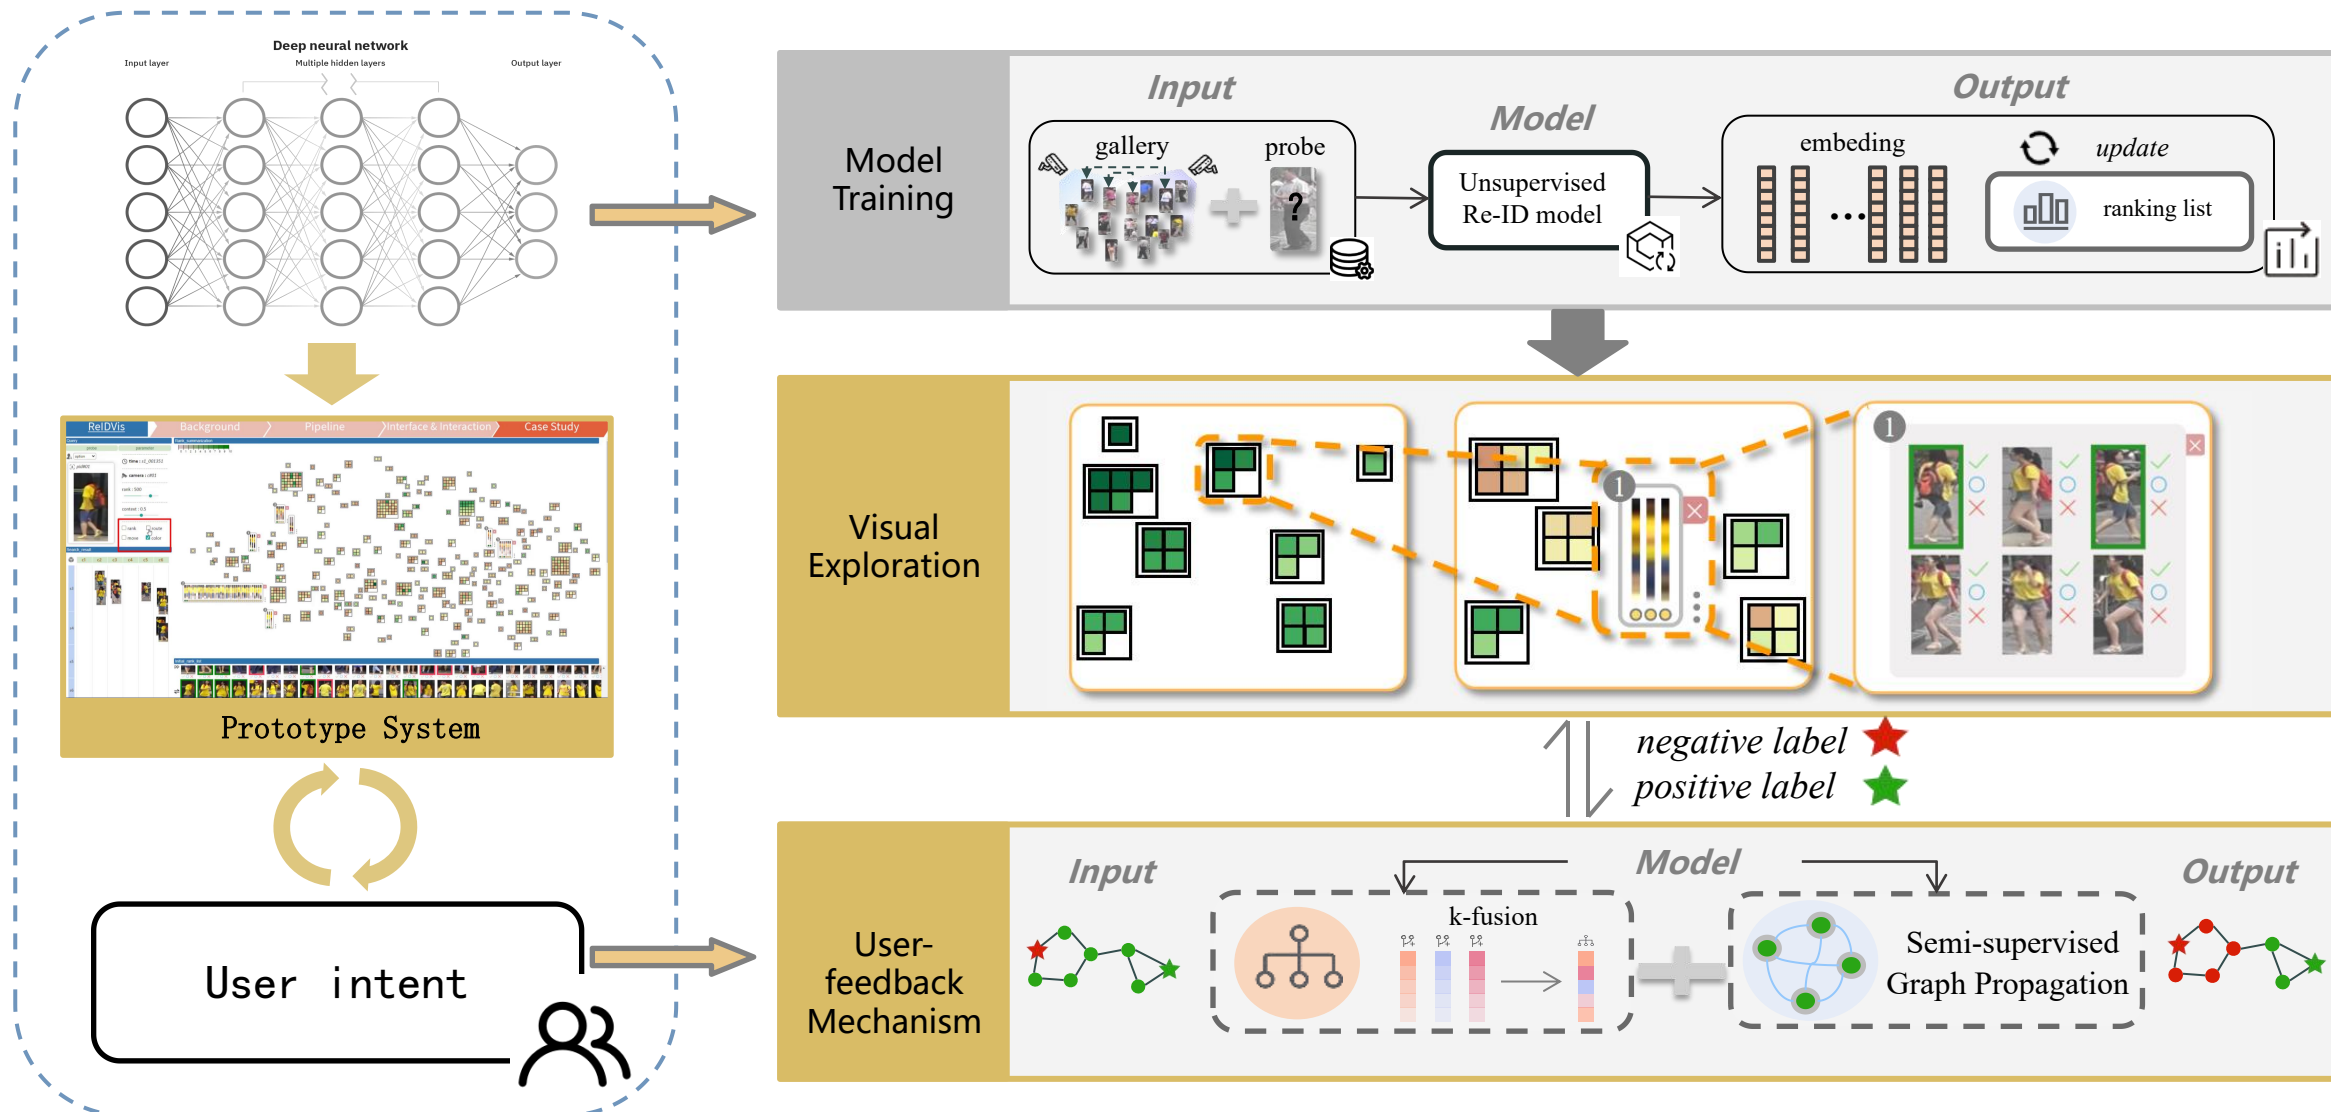 Deep neural network
Input layer
Multiple hidden layers
Output layer
ReIDVis
Background
Pipeline
Interface & Interaction
Case Study
Prototype System
User intent
Model
Training
Input
gallery
probe
?
Model
Unsupervised
Re-ID model
Output
embeding
...
update
ranking list
Visual
Exploration
1
1
negative label
positive label
User-
feedback
Mechanism
Input
Model
k-fusion
Semi-supervised
Graph Propagation
Output